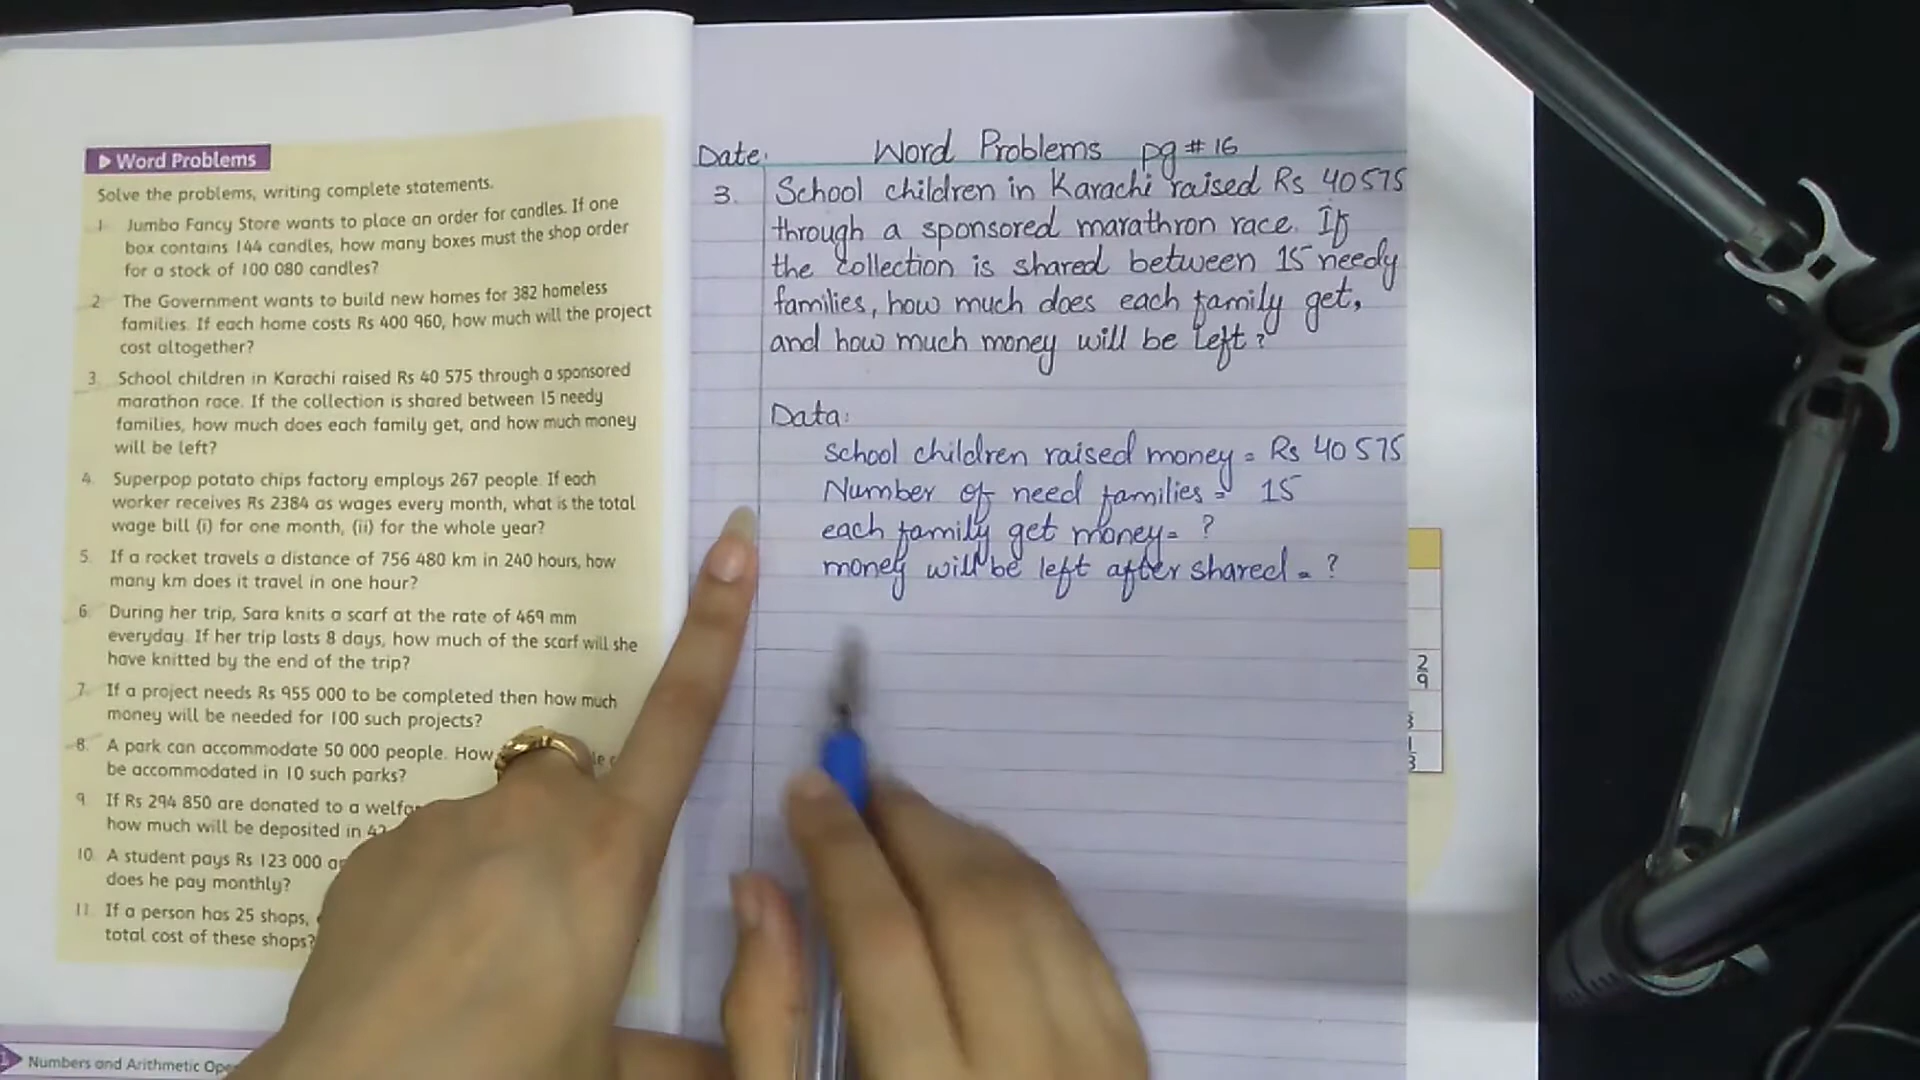 Word Problems
Solve the problems, writing complete statements.
1. Jumbo Fancy Store wants to place an order for candles. If one
box contains 144 candles, how many boxes must the shop order
for a stock of 100 080 candles?
2. The Government wants to build new homes for 382 homeless
families. If each home costs Rs 400 960, how much will the project
cost altogether?
3. School children in Karachi raised Rs 40 575 through a sponsored
marathon race. If the collection is shared between 15 needy
families, how much does each family get, and how much money
will be left?
4. Superpop potato chips factory employs 267 people. If each
worker receives Rs 2384 as wages every month, what is the total
wage bill (i) for one month, (ii) for the whole year?
5. If a rocket travels a distance of 756 480 km in 240 hours, how
many km does it travel in one hour?
6. During her trip, Sara knits a scarf at the rate of 469 mm
everyday. If her trip lasts 8 days, how much of the scarf will she
have knitted by the end of the trip?
7. If a project needs Rs 955 000 to be completed then how much
money will be needed for 100 such projects?
8. A park can accommodate 50 000 people. How
be accommodated in 10 such parks?
9. If Rs 294 850 are donated to a
how much will be deposited in
10. A student pays Rs 123 000
does he pay monthly?
11. If a person has 25 shops,
total cost of these shops?
Numbers and Arithmetic
Date: Word Problems pg # 16
3. School children in Karachi raised Rs 40575
through a sponsored marathron race. If
the collection is shared between 15 needy
families, how much does each family get,
and how much money will be left?
Data:
School children raised money = Rs 40 575
Number of need families = 15
each family get money = ?
money will be left after shared = ?
2
9
1
3